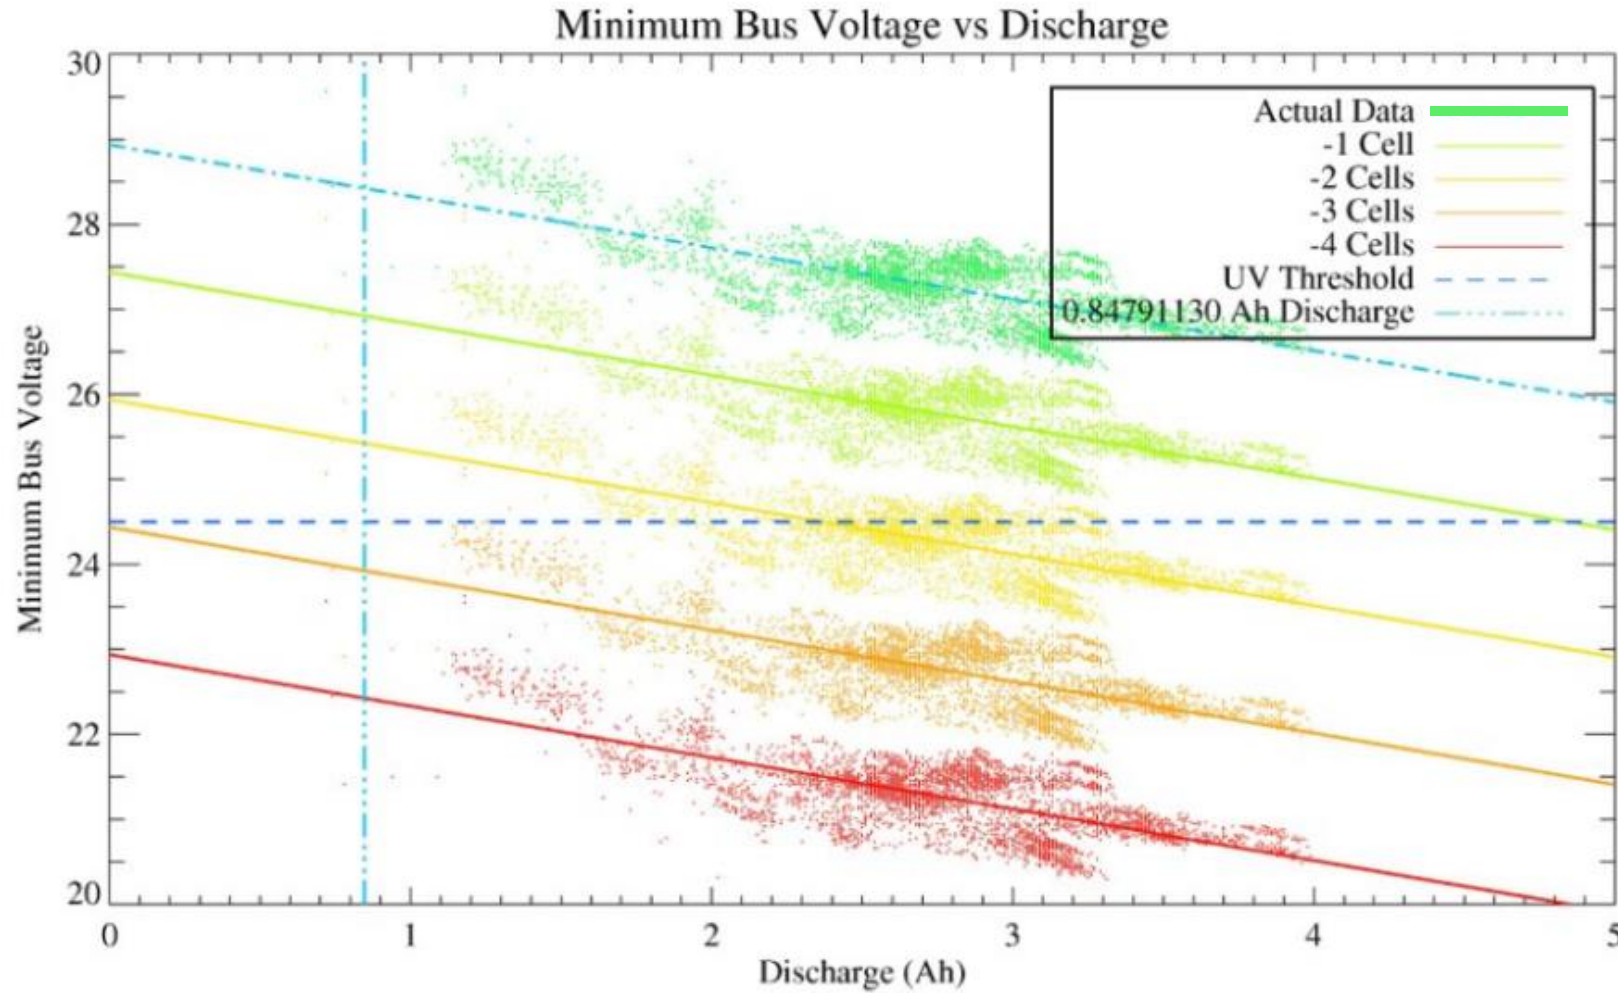 Minimum Bus Voltage vs Discharge
30
28
26
24
22
20
Minimum Bus Voltage
Actual Data
-1 Cell
-2 Cells
-3 Cells
-4 Cells
UV Threshold
0.84791130 Ah Discharge
0
1
2
3
4
5
Discharge (Ah)